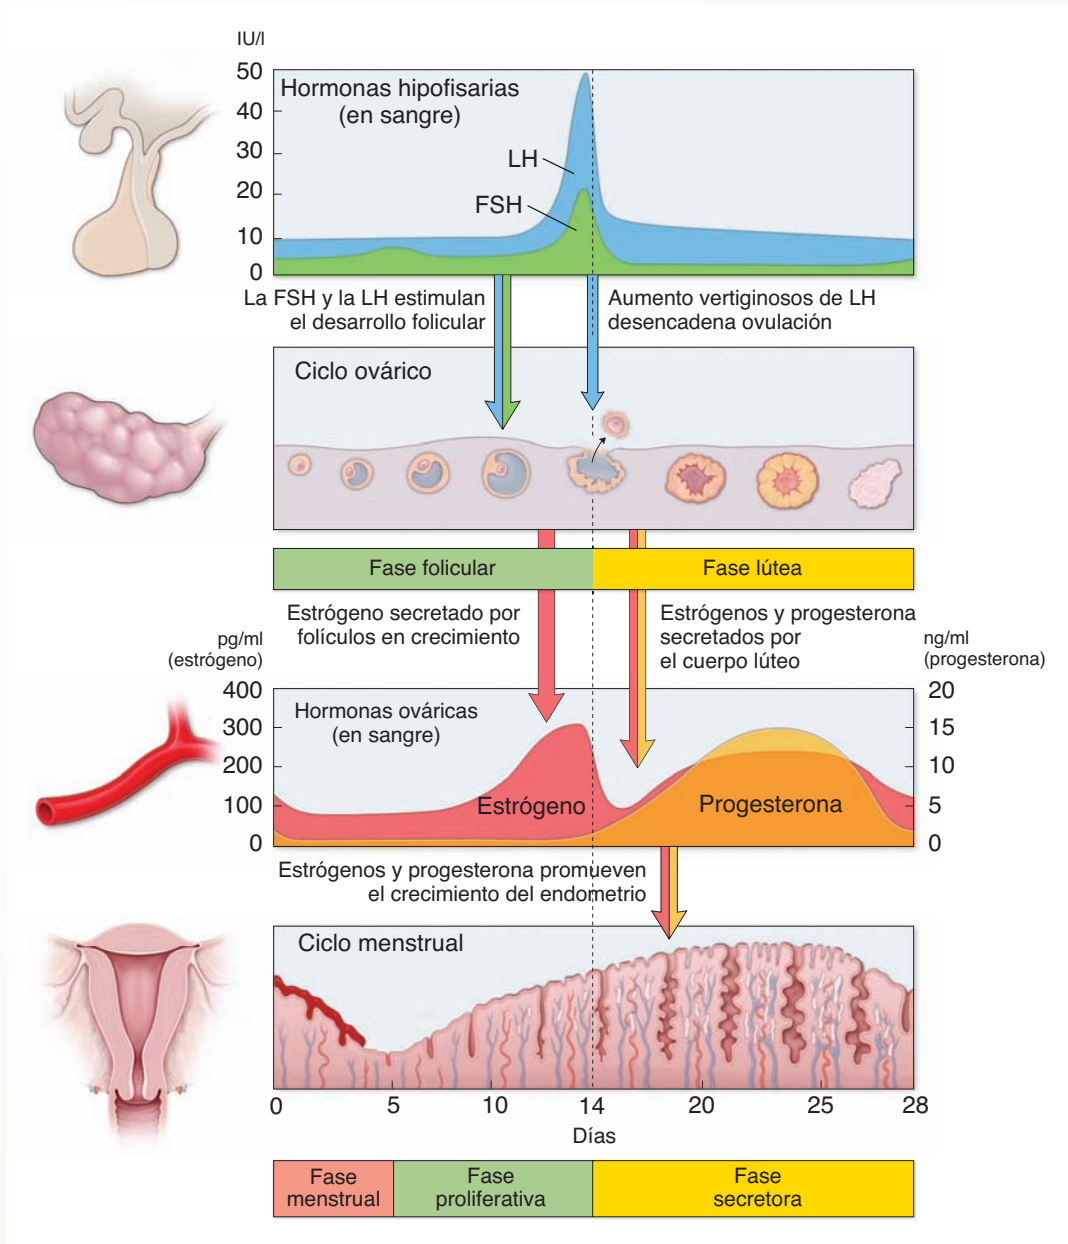 IU/l
50
40
30
20
10
0
Hormonas hipofisarias
(en sangre)
LH
FSH
La FSH y la LH estimulan
el desarrollo folicular
Aumento vertiginosos de LH
desencadena ovulación
Ciclo ovárico
Fase folicular
Fase lútea
Estrógeno secretado por
folículos en crecimiento
Estrógenos y progesterona
secretados por
el cuerpo lúteo
pg/ml
(estrógeno)
ng/ml
(progesterona)
400
300
200
100
0
Hormonas ováricas
(en sangre)
Estrógeno
Progesterona
20
15
10
5
0
Estrógenos y progesterona promueven
el crecimiento del endometrio
Ciclo menstrual
0 5 10 14 20 25 28
Días
Fase
menstrual
Fase
proliferativa
Fase
secretora